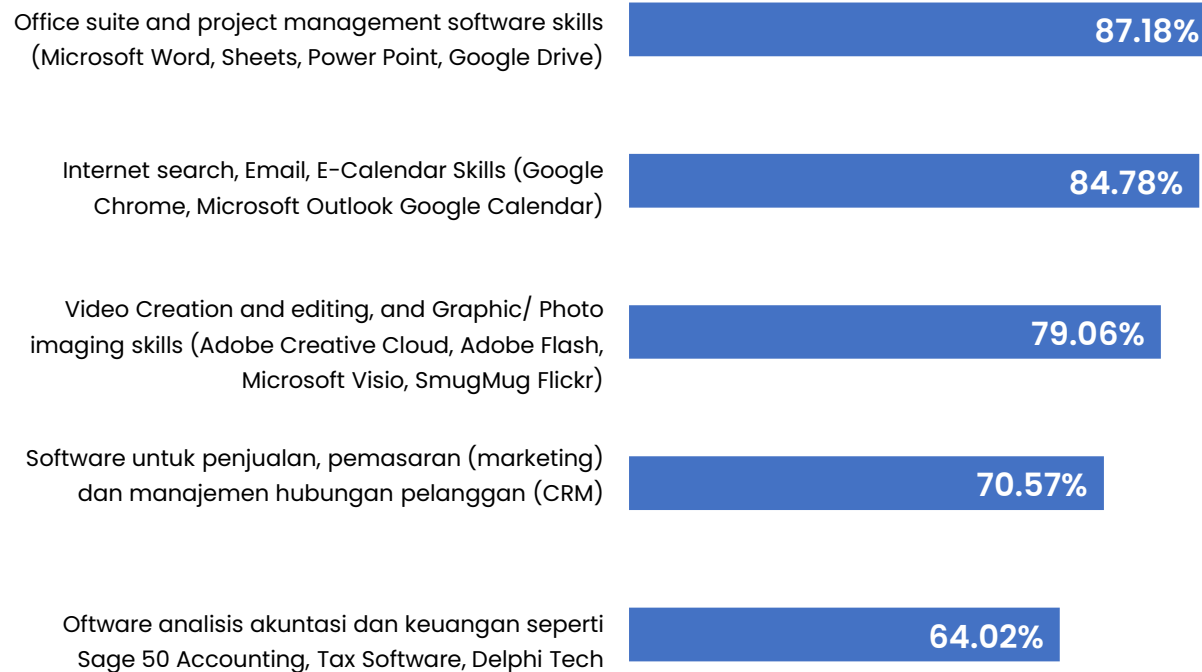 Office suite and project management software skills
(Microsoft Word, Sheets, Power Point, Google Drive)
87.18%
Internet search, Email, E-Calendar Skills (Google
Chrome, Microsoft Outlook Google Calendar)
84.78%
Video Creation and editing, and Graphic/ Photo
imaging skills (Adobe Creative Cloud, Adobe Flash,
Microsoft Visio, SmugMug Flickr)
79.06%
Software untuk penjualan, pemasaran (marketing)
dan manajemen hubungan pelanggan (CRM)
70.57%
Oftware analisis akuntasi dan keuangan seperti
Sage 50 Accounting, Tax Software, Delphi Tech
64.02%